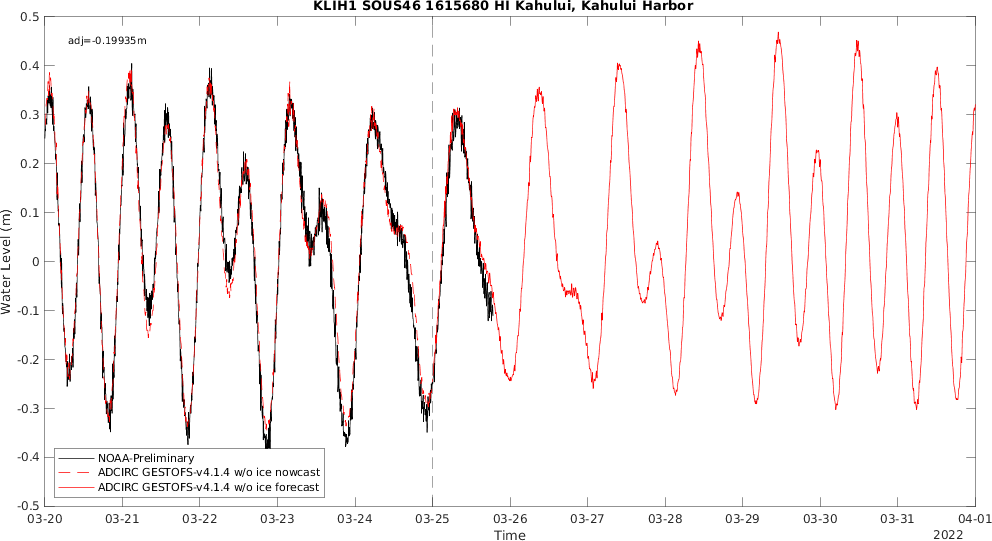 KLIH1 SOUS46 1615680 HI Kahului, Kahului Harbor
0.5
adj=-0.19935m
0.4
0.3
0.2
0.1
0
-0.1
-0.2
-0.3
-0.4
-0.5
Water Level (m)
NOAA-Preliminary
ADCIRC GESTOFS-v4.1.4 w/o ice nowcast
ADCIRC GESTOFS-v4.1.4 w/o ice forecast
03-20 03-21 03-22 03-23 03-24 03-25 03-26 03-27 03-28 03-29 03-30 03-31 04-01
Time
2022